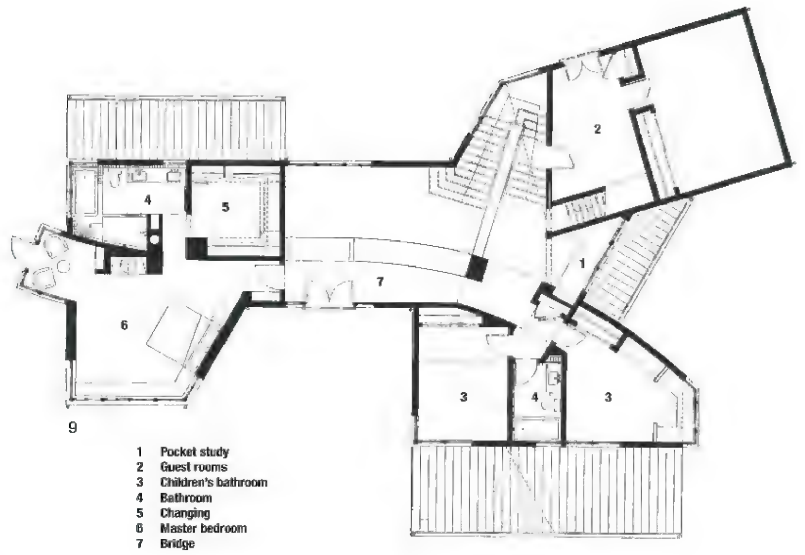 2
4
5
1
7
6
3
4
3
9
1 Pocket study
2 Guest rooms
3 Children's bathroom
4 Bathroom
5 Changing
6 Master bedroom
7 Bridge